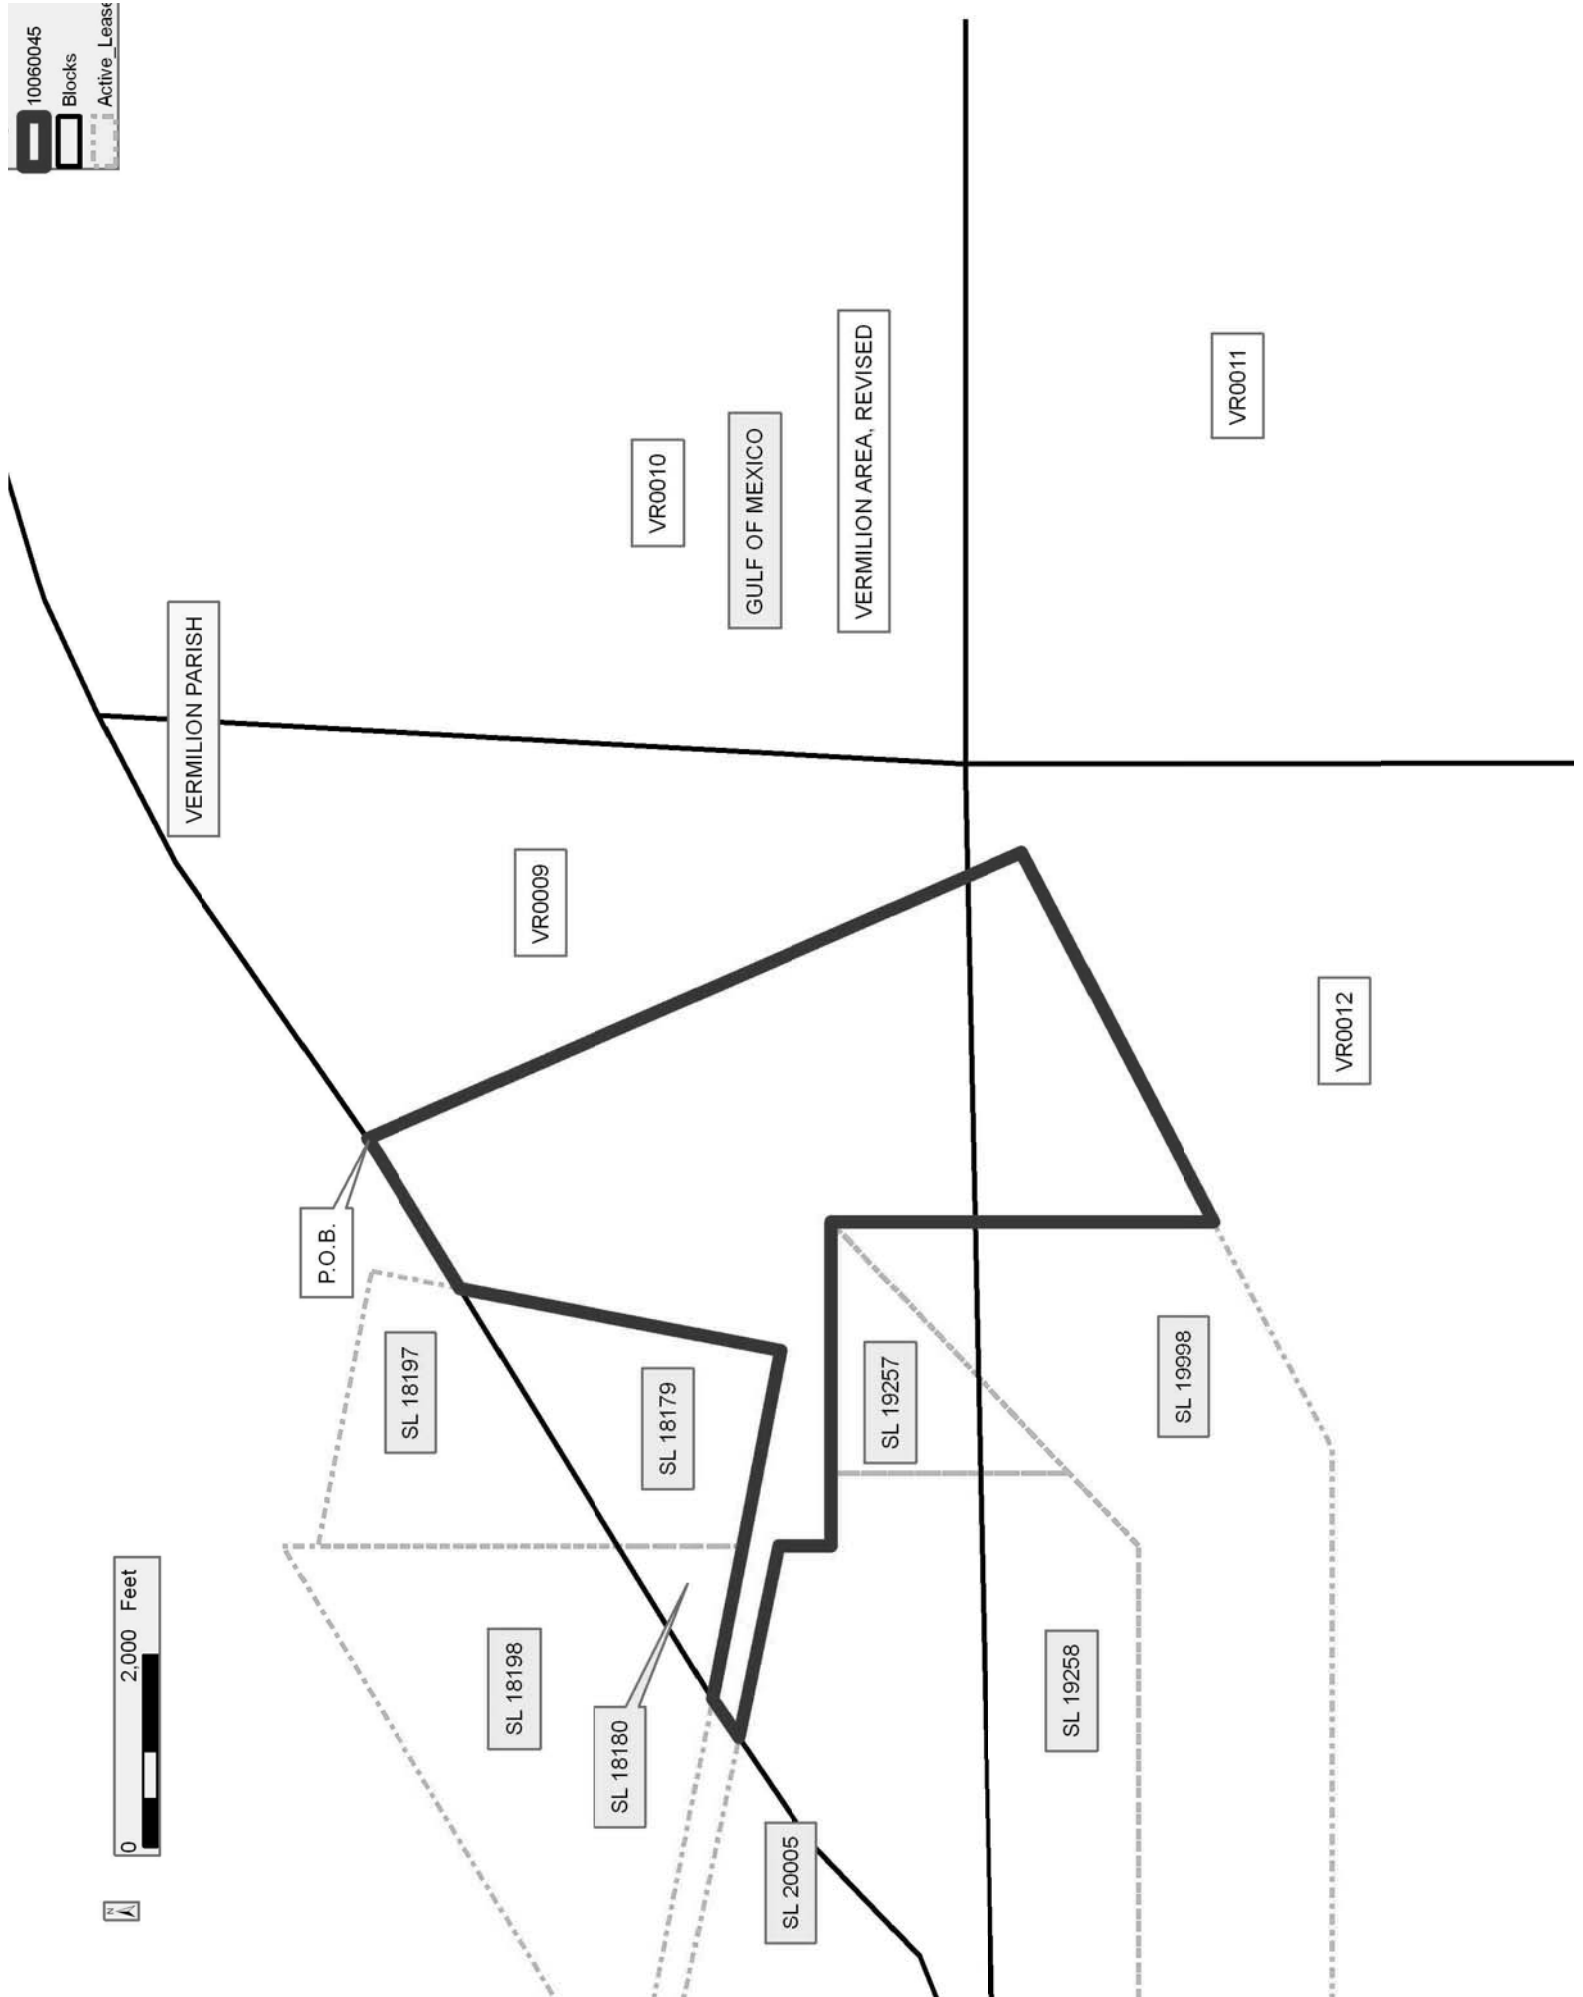 10060045
Blocks
Active_Lease
VERMILION PARISH
VR0010
GULF OF MEXICO
VERMILION AREA, REVISED
VR0011
VR0009
VR0012
P.O.B.
SL 18197
SL 18179
SL 19257
SL 19998
0 2,000 Feet
SL 18198
SL 18180
SL 19258
SL 20005
N